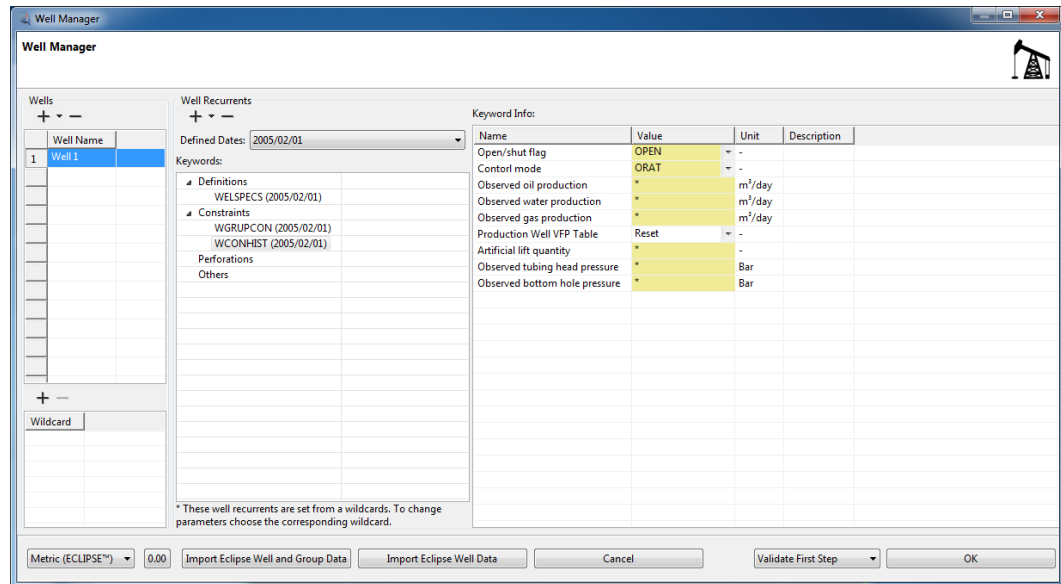 Well Manager
Well Manager
Wells
Well Name
1 Well 1
Wildcard
Well Recurrents
Defined Dates: 2005/02/01
Keywords:
Definitions
WELSPECS (2005/02/01)
Constraints
WGRUPCON (2005/02/01)
WCONHIST (2005/02/01)
Perforations
Others
* These well recurrents are set from a wildcards. To change
parameters choose the corresponding wildcard.
Keyword Info:
Name Value Unit Description
Open/shut flag OPEN -
Contorl mode ORAT -
Observed oil production * m³/day
Observed water production * m³/day
Observed gas production * m³/day
Production Well VFP Table Reset -
Artificial lift quantity * -
Observed tubing head pressure * Bar
Observed bottom hole pressure * Bar
Metric (ECLIPSE™) 0.00 Import Eclipse Well and Group Data Import Eclipse Well Data Cancel Validate First Step OK